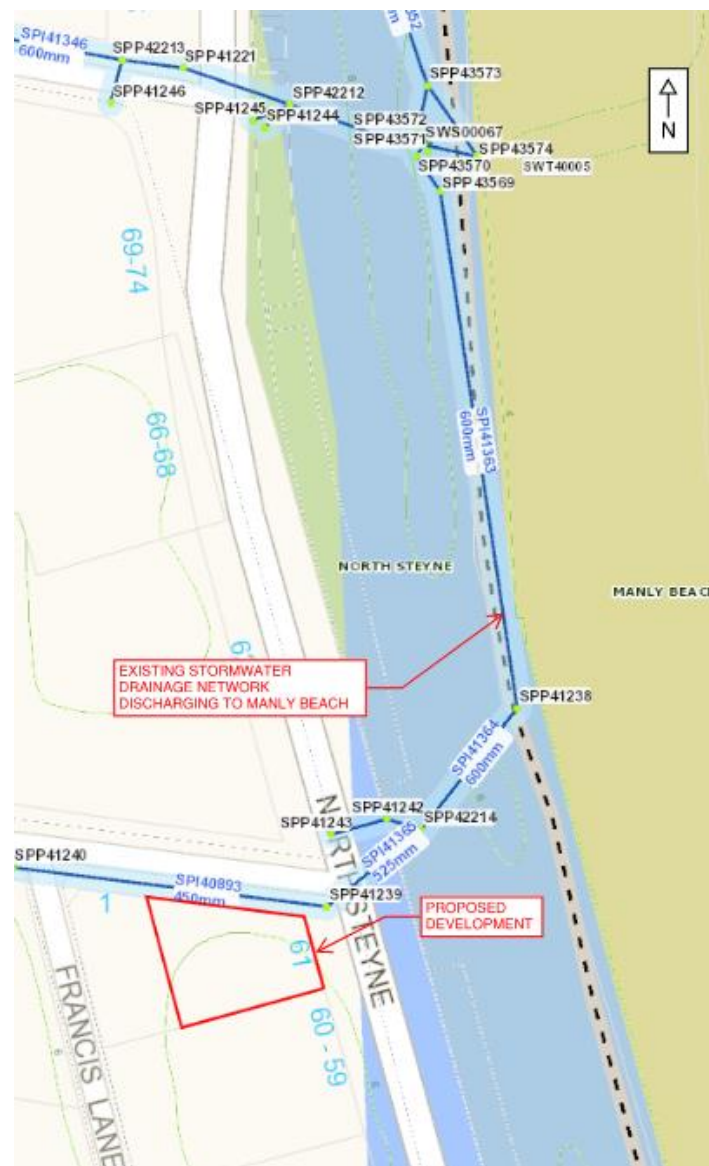 SPI41346
600mm
SPP42213
SPP41221
SPP41246
SPP42212
SPP41245
SPP41244
SPP43573
SPP43572
SWS00067
SPP43571
SPP43574
SPP43570
SWT40005
SPP43569
N
69-74
66-68
SPI41363
600mm
NORTH STEYNE
MANLY BEAC
EXISTING STORMWATER
DRAINAGE NETWORK
DISCHARGING TO MANLY BEACH
SPP41238
SPI41364
600mm
SPP41242
SPP41243
SPP42214
SPI41365
525mm
NORTH STEYNE
SPP41240
SPI40893
450mm
SPP41239
1
PROPOSED
DEVELOPMENT
61
60 - 59
FRANCIS LANE